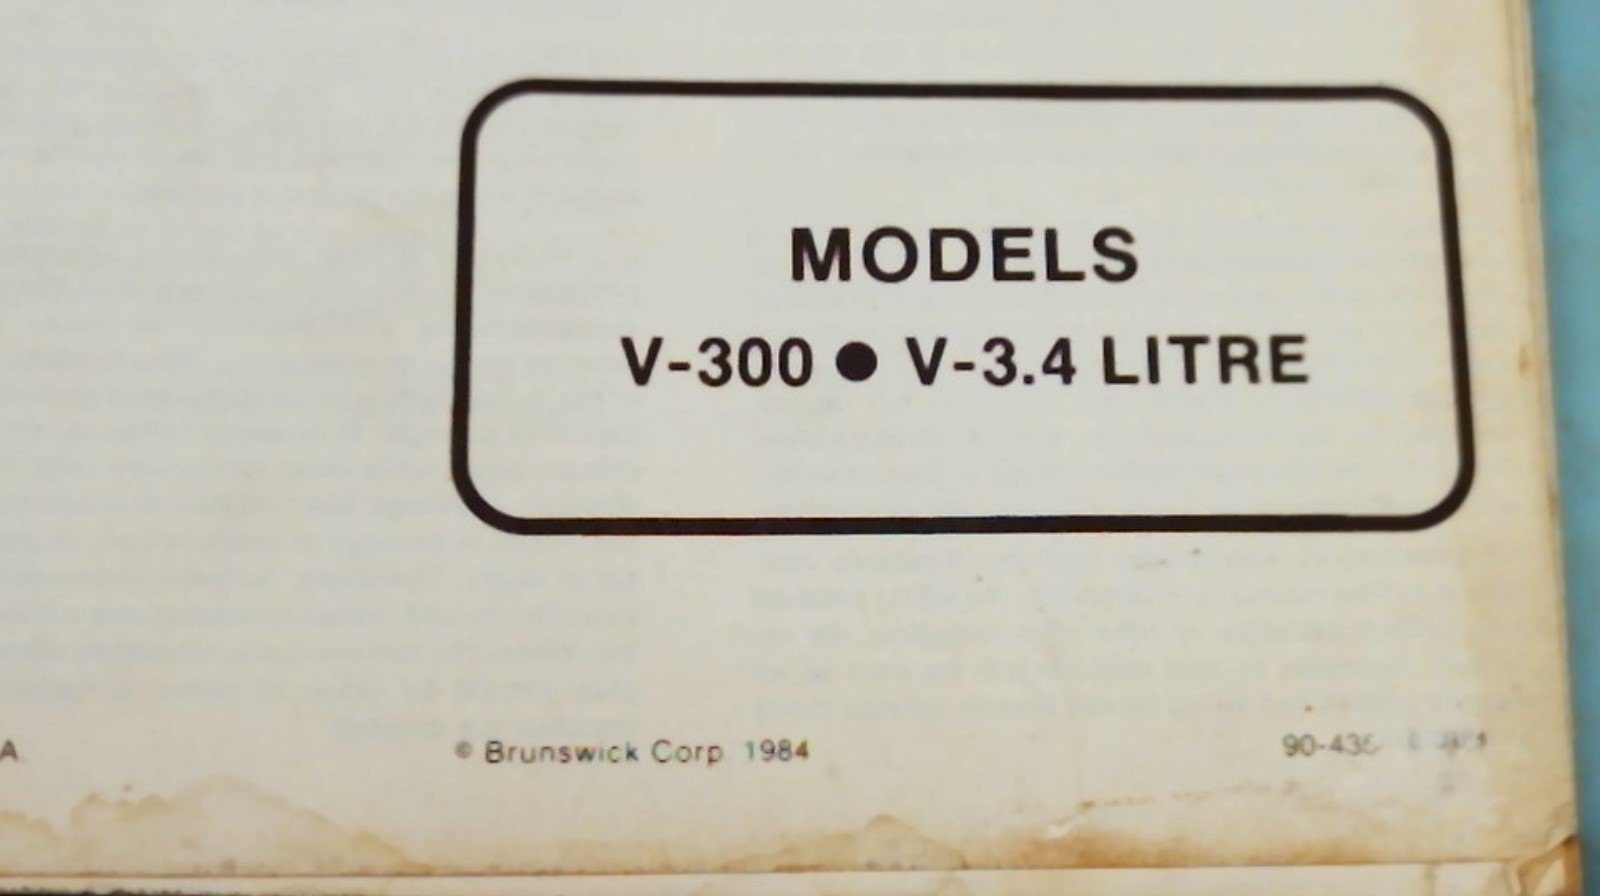 MODELS
V-300 ● V-3.4 LITRE
A.
© Brunswick Corp. 1984